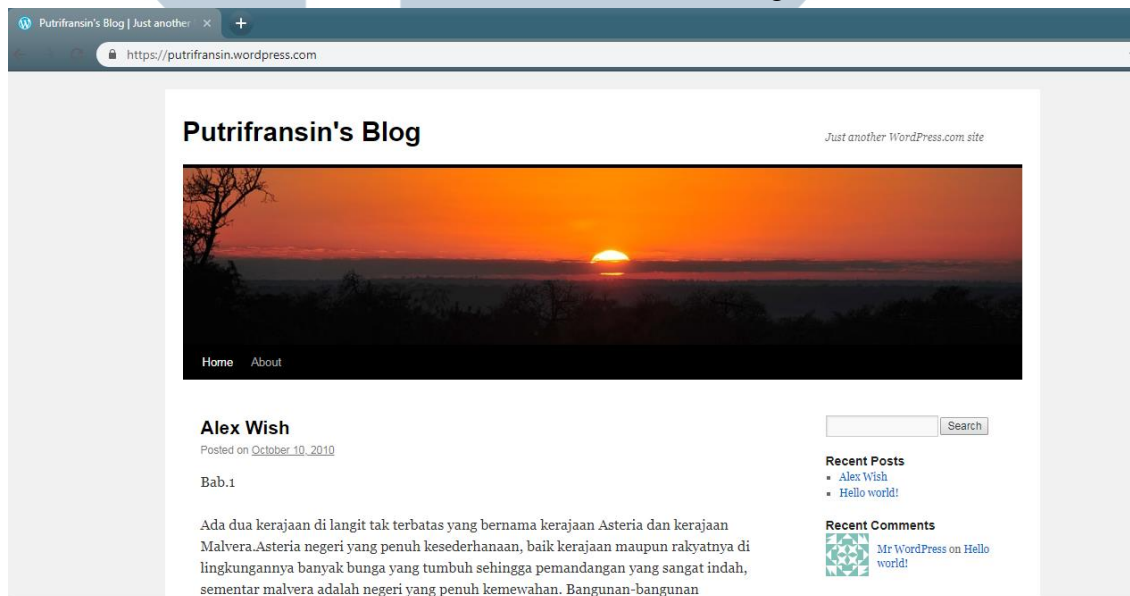 Putrifransin's Blog | Just another
https://putrifransin.wordpress.com
Putrifransin's Blog
Just another WordPress.com site
Home About
Alex Wish
Posted on October 10, 2010
Bab.1
Ada dua kerajaan di langit tak terbatas yang bernama kerajaan Asteria dan kerajaan
Malvera.Asteria negeri yang penuh kesederhanaan, baik kerajaan maupun rakyatnya di
lingkungannya banyak bunga yang tumbuh sehingga pemandangan yang sangat indah,
sementar malvera adalah negeri yang penuh kemewahan. Bangunan-bangunan
Search
Recent Posts
Alex Wish
Hello world!
Recent Comments
Mr WordPress on Hello
world!